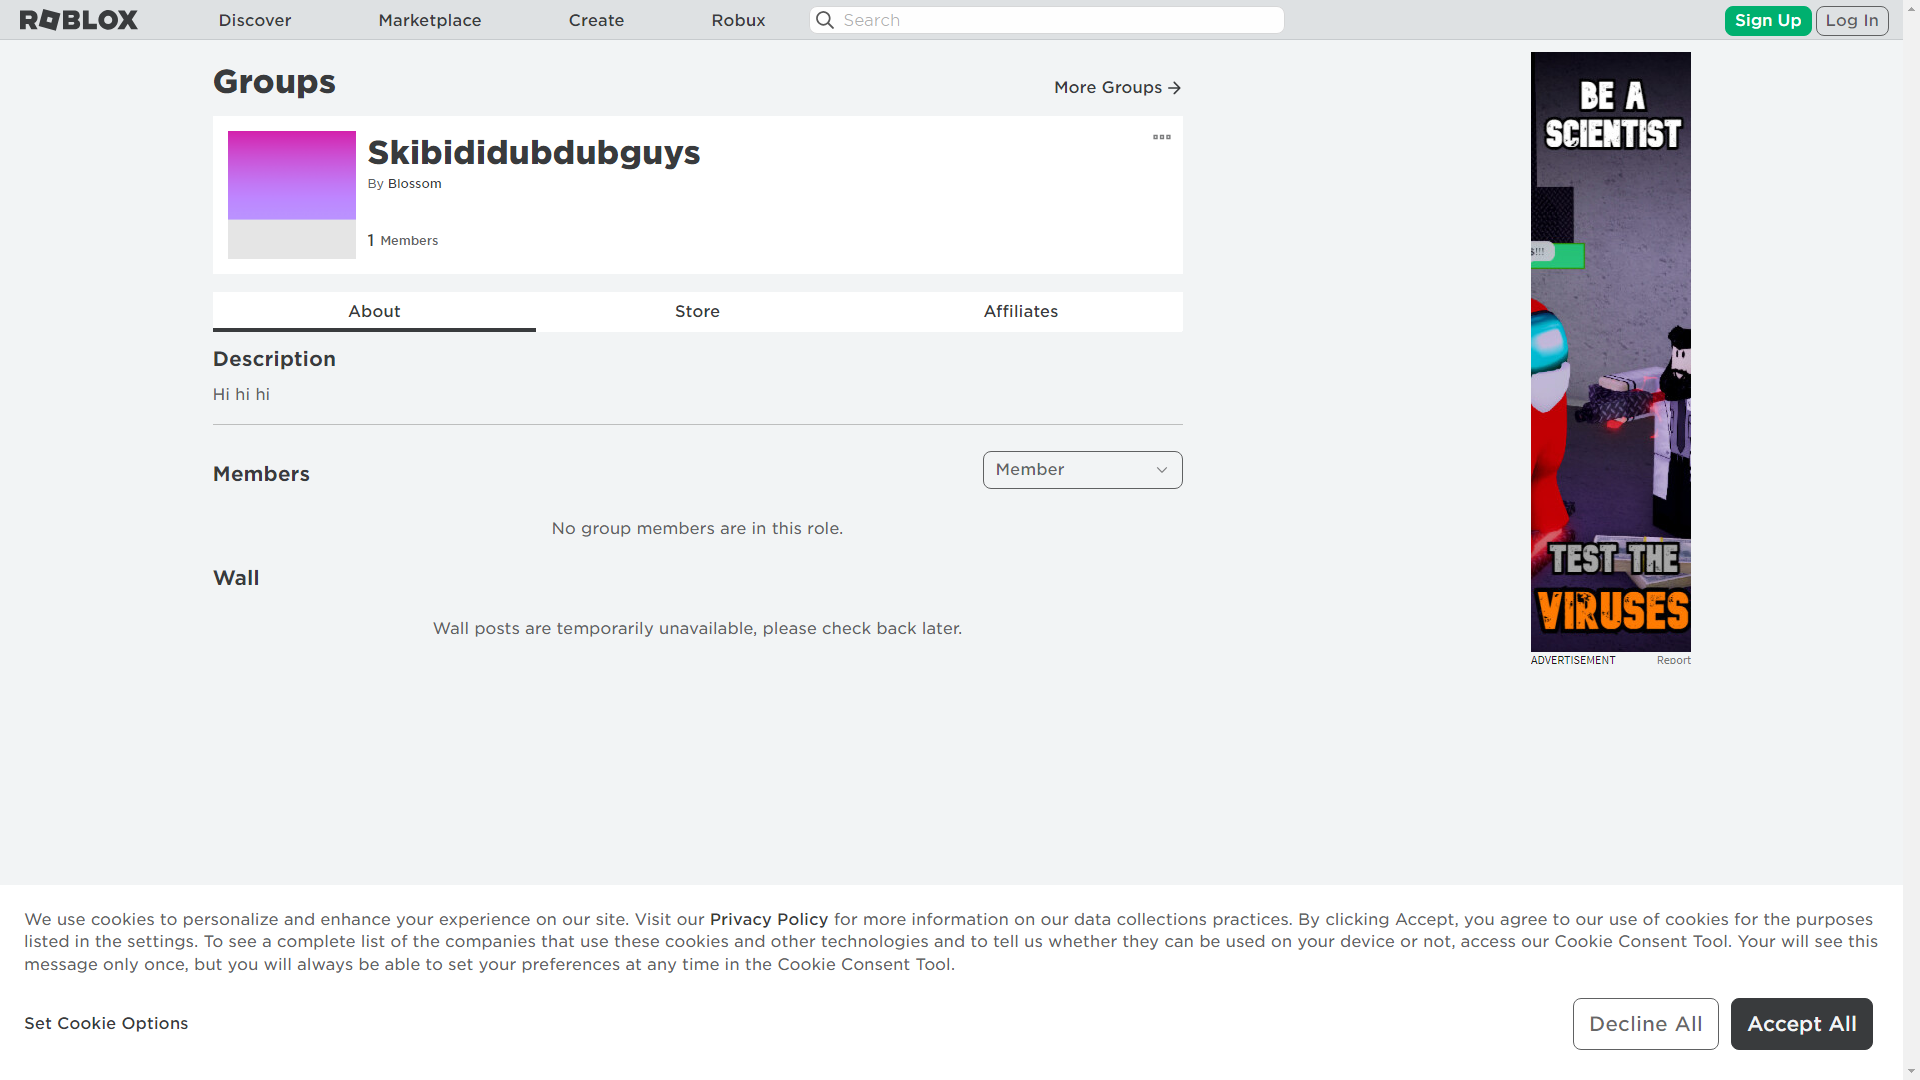 ROBLOX
Discover
Marketplace
Create
Robux
Search
Sign Up
Log In
Groups
More Groups
Skibididubdubguys
By Blossom
1 Members
About
Store
Affiliates
Description
Hi hi hi
Members
Member
No group members are in this role.
Wall
Wall posts are temporarily unavailable, please check back later.
BE A
SCIENTIST
TEST THE
VIRUSES
ADVERTISEMENT
Report
We use cookies to personalize and enhance your experience on our site. Visit our Privacy Policy for more information on our data collections practices. By clicking Accept, you agree to our use of cookies for the purposes
listed in the settings. To see a complete list of the companies that use these cookies and other technologies and to tell us whether they can be used on your device or not, access our Cookie Consent Tool. Your will see this
message only once, but you will always be able to set your preferences at any time in the Cookie Consent Tool.
Set Cookie Options
Decline All
Accept All